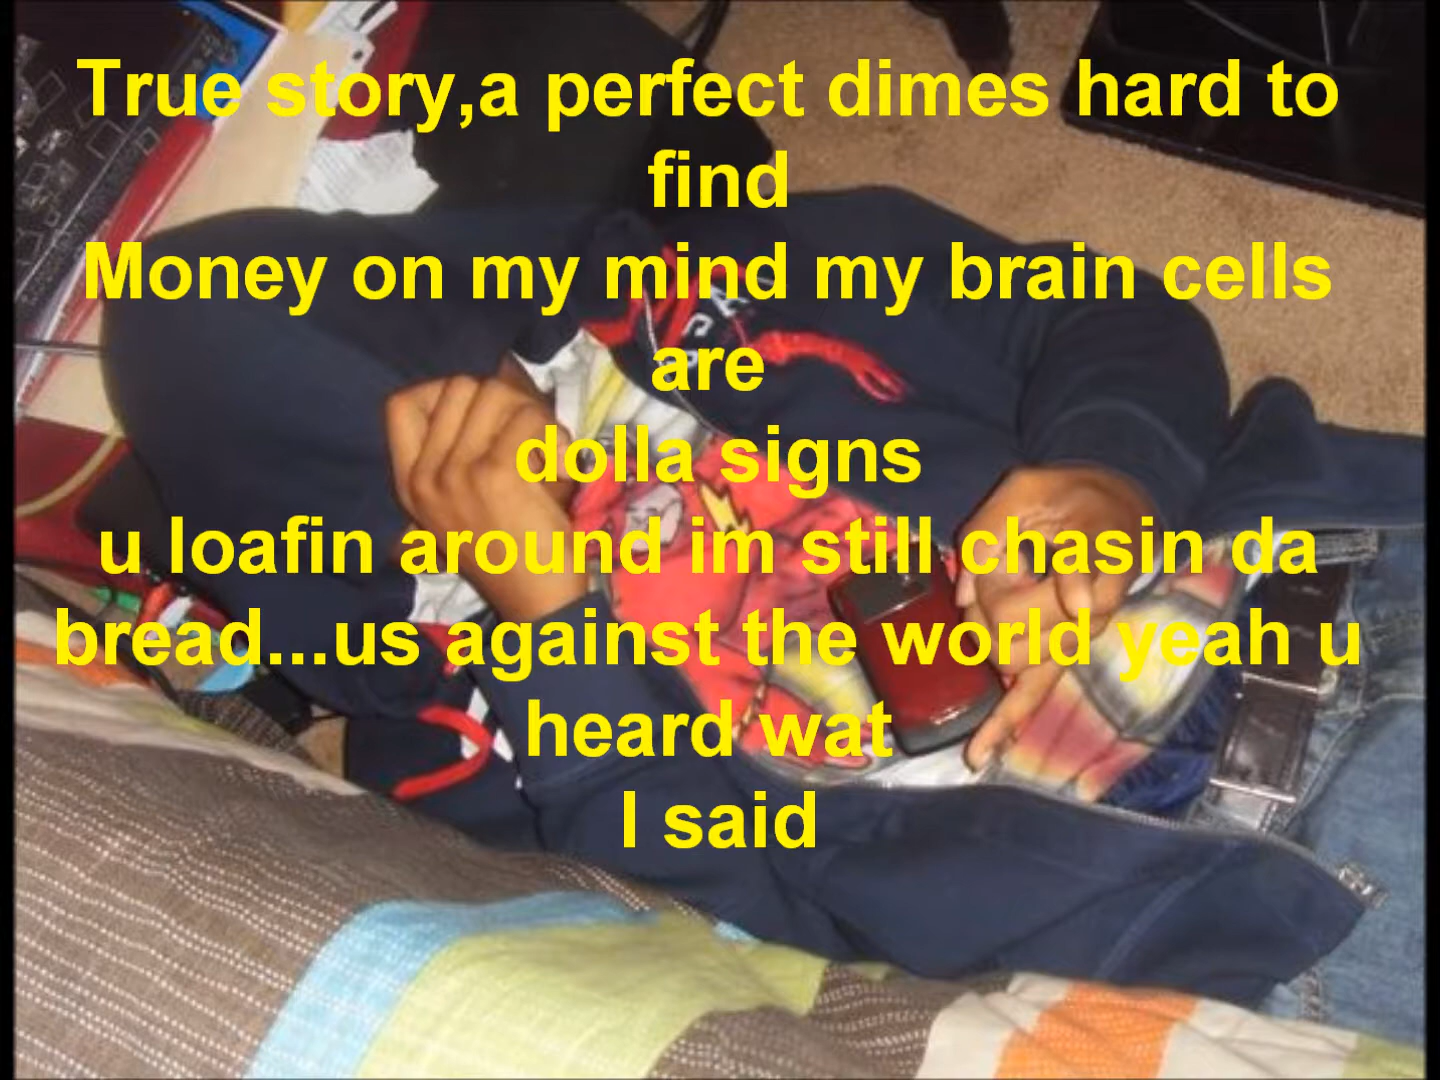 True story,a perfect dimes hard to
find
Money on my mind my brain cells
are
dolla signs
u loafin around im still chasin da
bread...us against the world yeah u
heard wat
I said